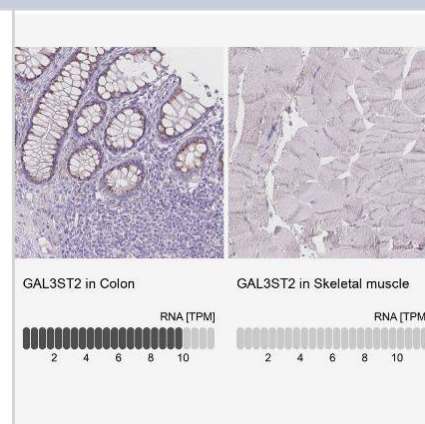 GAL3ST2 in Colon
RNA [TPM]
2 4 6 8 10
GAL3ST2 in Skeletal muscle
RNA [TPM]
2 4 6 8 10